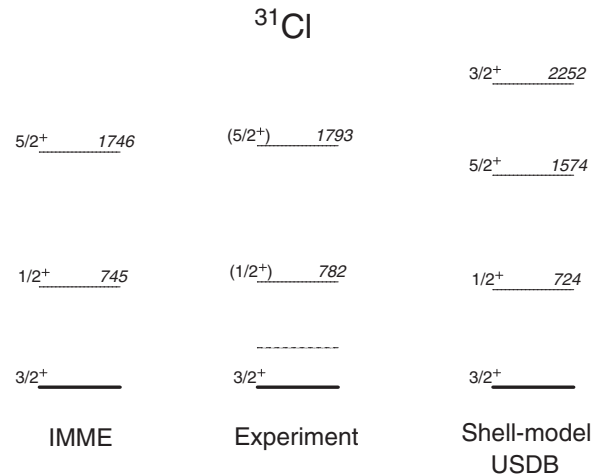 ³¹Cl
3/2⁺ 2252
5/2⁺ 1746
(5/2⁺) 1793
5/2⁺ 1574
1/2⁺ 745
(1/2⁺) 782
1/2⁺ 724
3/2⁺
3/2⁺
3/2⁺
IMME
Experiment
Shell-model
USDB